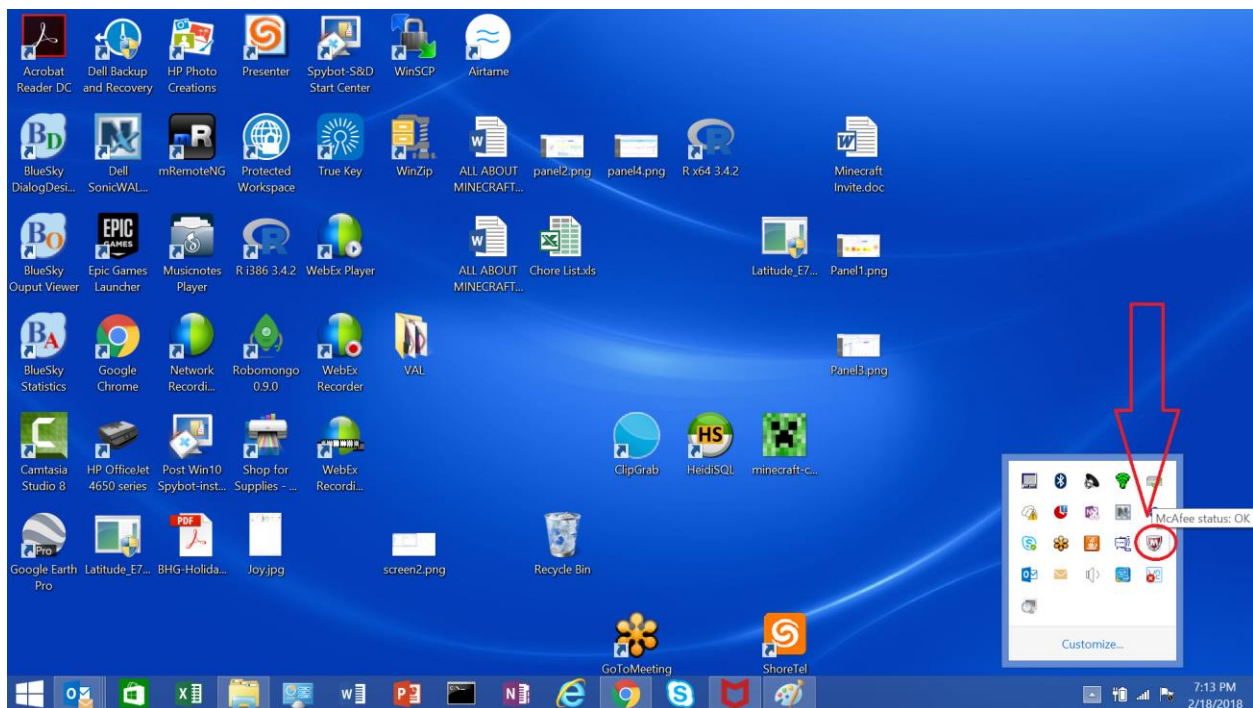 Acrobat
Reader DC
Dell Backup
and Recovery
HP Photo
Creations
Presenter
Spybot-S&D
Start Center
WinSCP
Airtame
BlueSky
DialogDesi...
Dell
SonicWAL...
mRemoteNG
Protected
Workspace
True Key
WinZip
ALL ABOUT
MINECRAFT...
panel2.png
panel4.png
R x64 3.4.2
Minecraft
Invite.doc
EPIC
GAMES
BlueSky
Ouput Viewer
Epic Games
Launcher
Musicnotes
Player
R i386 3.4.2
WebEx Player
ALL ABOUT
MINECRAFT...
Chore List.xls
Latitude_E7...
Panel1.png
BlueSky
Statistics
Google
Chrome
Network
Recordi...
Robomongo
0.9.0
WebEx
Recorder
VAL
Panel3.png
HS
Camtasia
Studio 8
HP OfficeJet
4650 series
Post Win10
Spybot-inst...
Shop for
Supplies - ...
WebEx
Recordi...
ClipGrab
HeidiSQL
minecraft-c...
McAfee status: OK
Pro
PDF
Google Earth
Pro
Latitude_E7...
BHG-Holida...
Joy.jpg
screen2.png
Recycle Bin
Customize...
GoToMeeting
ShoreTel
7:13 PM
2/18/2018